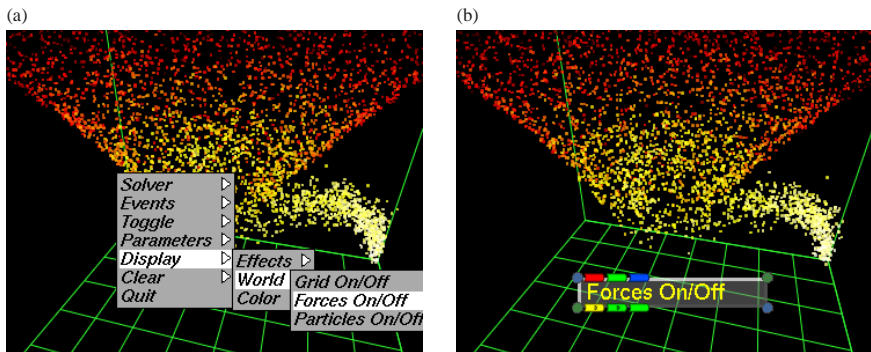 (a)
Solver
Events
Toggle
Parameters
Display
Clear
Quit
Effects
World
Color
Grid On/Off
Forces On/Off
Particles On/Off
(b)
Forces On/Off